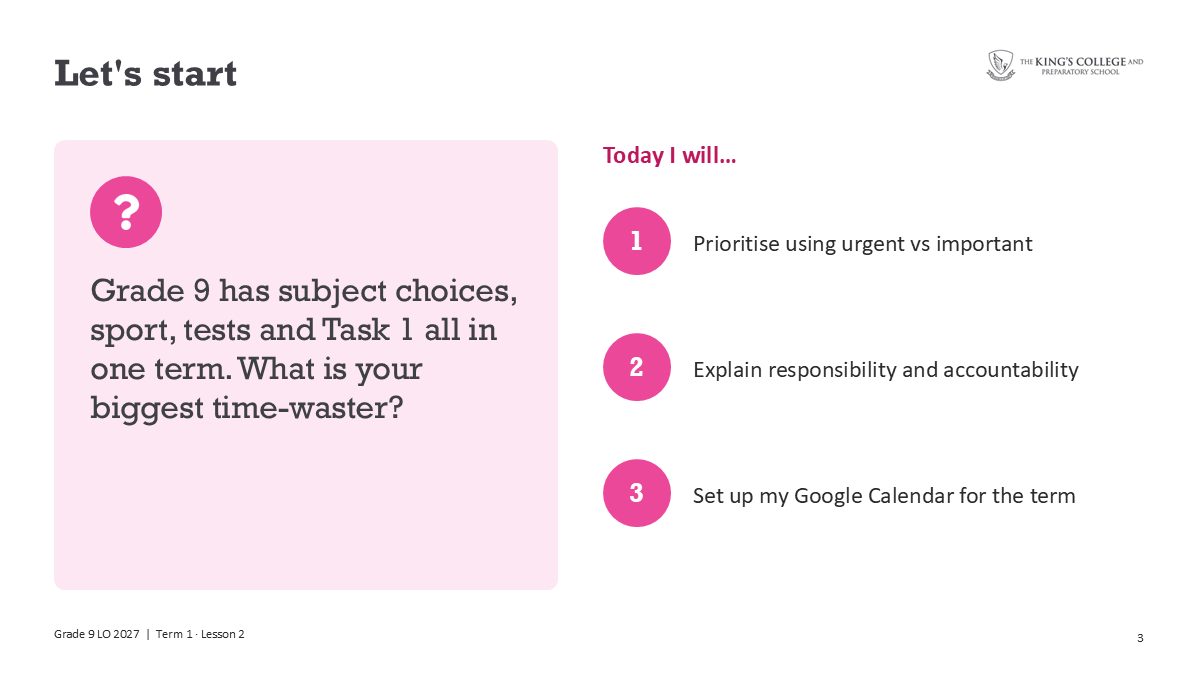 Let's start
THE KING'S COLLEGE AND
PREPARATORY SCHOOL
?
Grade 9 has subject choices,
sport, tests and Task 1 all in
one term. What is your
biggest time-waster?
Today I will...
1
Prioritise using urgent vs important
2
Explain responsibility and accountability
3
Set up my Google Calendar for the term
Grade 9 LO 2027 | Term 1 · Lesson 2
3